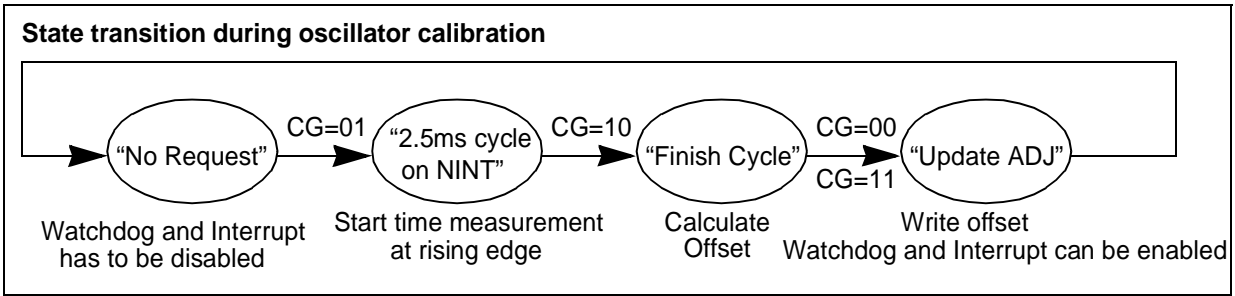 State transition during oscillator calibration
“No Request”
CG=01
“2.5ms cycle
on NINT”
CG=10
“Finish Cycle”
CG=00
CG=11
“Update ADJ”
Watchdog and Interrupt
has to be disabled
Start time measurement
at rising edge
Calculate
Offset
Write offset
Watchdog and Interrupt can be enabled